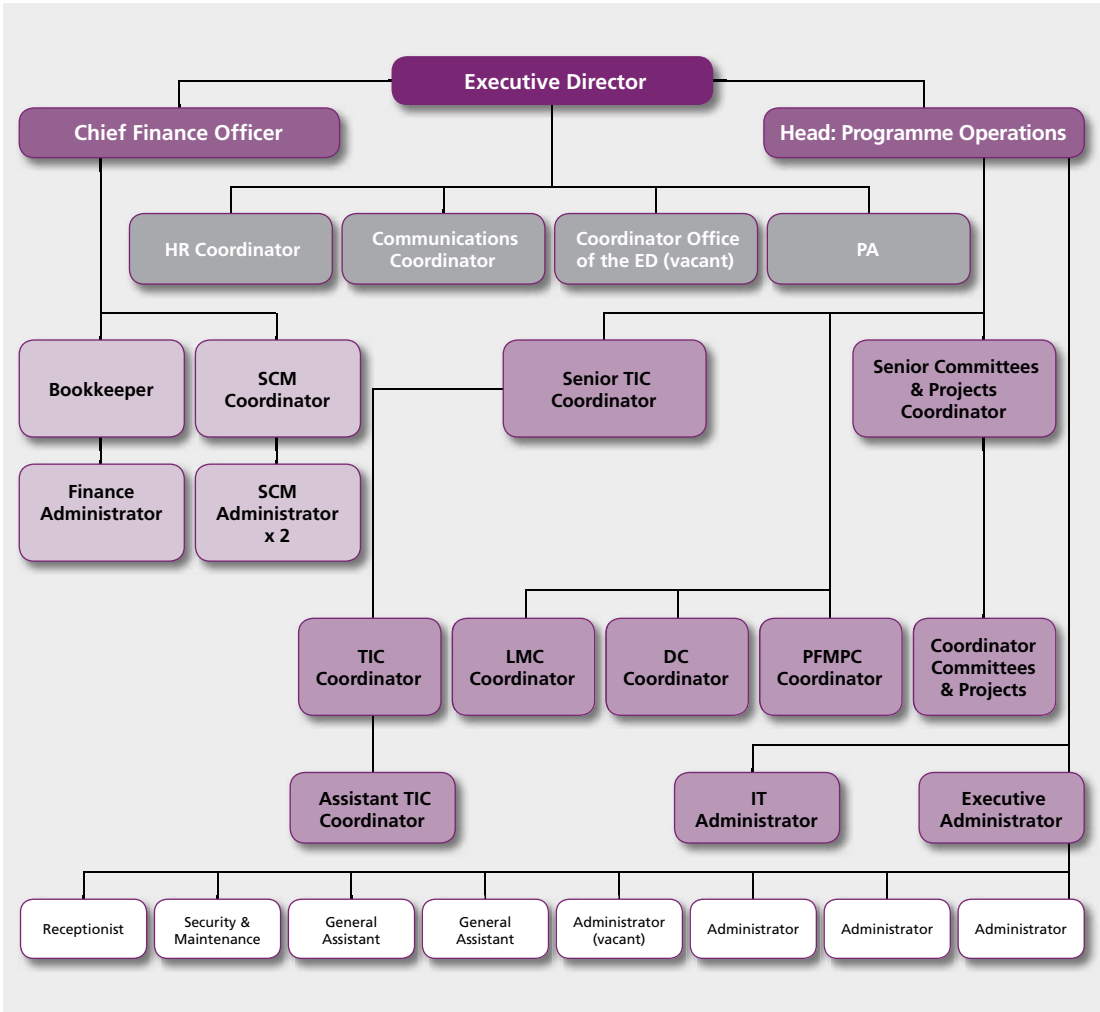 Executive Director
Chief Finance Officer
Head: Programme Operations
HR Coordinator
Communications
Coordinator
Coordinator Office
of the ED (vacant)
PA
Bookkeeper
SCM
Coordinator
Senior TIC
Coordinator
Senior Committees
& Projects
Coordinator
Finance
Administrator
SCM
Administrator
x 2
TIC
Coordinator
LMC
Coordinator
DC
Coordinator
PFMPC
Coordinator
Coordinator
Committees
& Projects
Assistant TIC
Coordinator
IT
Administrator
Executive
Administrator
Receptionist
Security &
Maintenance
General
Assistant
General
Assistant
Administrator
(vacant)
Administrator
Administrator
Administrator